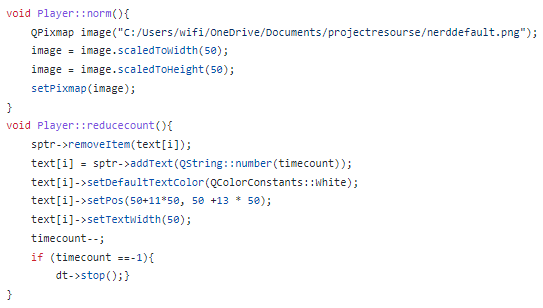 void Player::norm(){
    QPixmap image("C:/Users/wifi/OneDrive/Documents/projectresourse/nerddefault.png");
    image = image.scaledToWidth(50);
    image = image.scaledToHeight(50);
    setPixmap(image);
}
void Player::reducecount(){
    sptr->removeItem(text[i]);
    text[i] = sptr->addText(QString::number(timecount));
    text[i]->setDefaultTextColor(QColorConstants::White);
    text[i]->setPos(50+11*50, 50 +13 * 50);
    text[i]->setTextWidth(50);
    timecount--;
    if (timecount ==-1){
        dt->stop();}
}